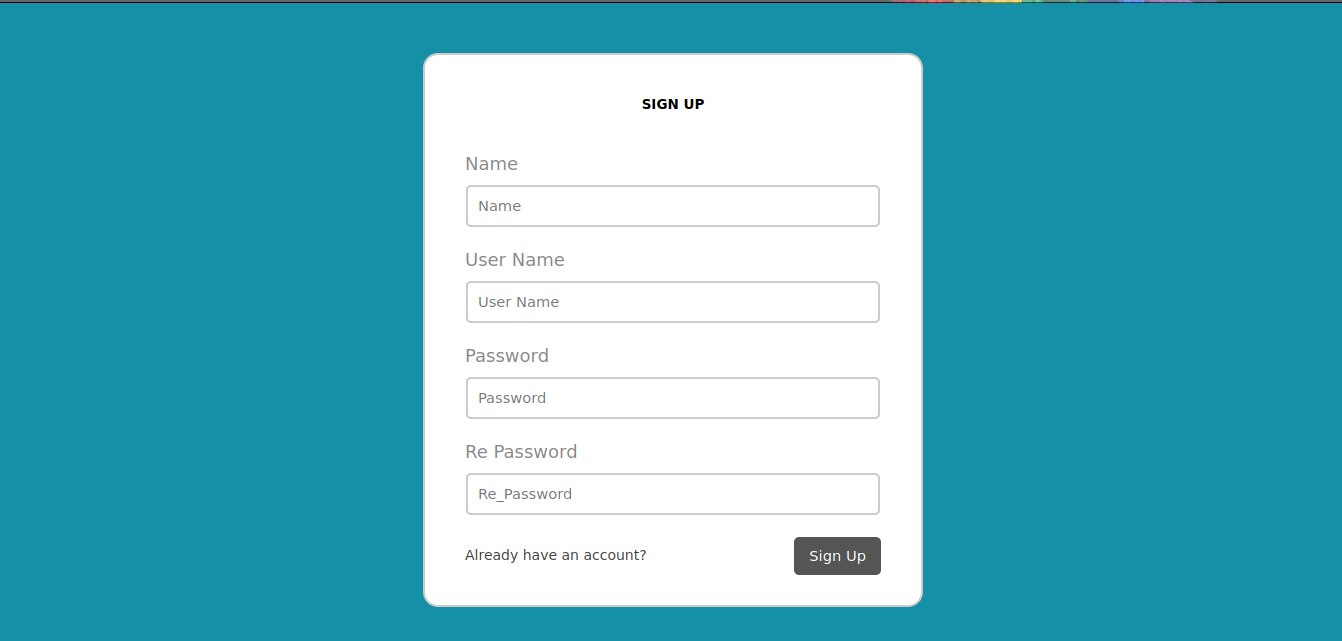 SIGN UP
Name
Name
User Name
User Name
Password
Password
Re Password
Re_Password
Already have an account?
Sign Up